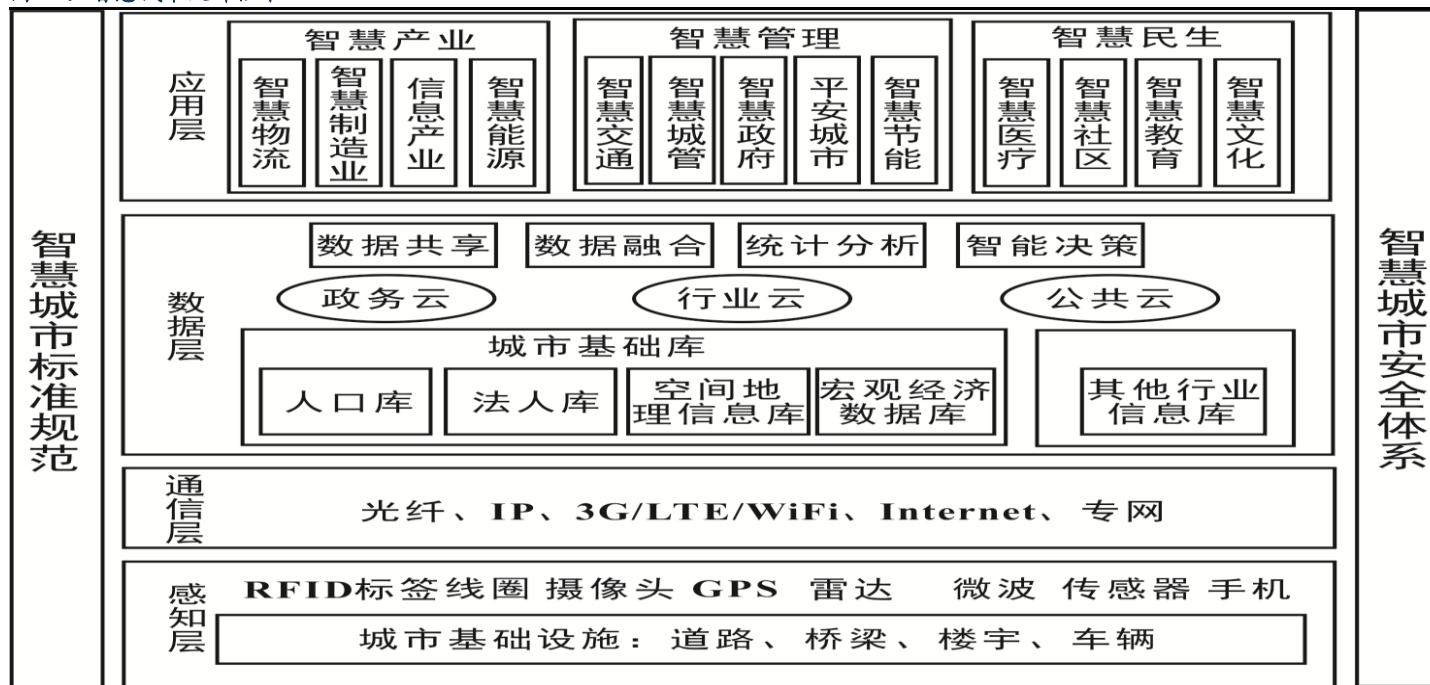 智慧城市标准规范
应用层
智慧产业
智慧物流
智慧制造业
信息产业
智慧能源
智慧管理
智慧交通
智慧城管
智慧政府
平安城市
智慧节能
智慧民生
智慧医疗
智慧社区
智慧教育
智慧文化
数据层
数据共享
数据融合
统计分析
智能决策
政务云
行业云
公共云
城市基础库
人口库
法人库
空间地
理信息库
宏观经济
数据库
其他行业
信息库
通信层
光纤、IP、3G/LTE/WiFi、Internet、专网
感知层
RFID标签线圈 摄像头 GPS 雷达 微波 传感器 手机
城市基础设施：道路、桥梁、楼宇、车辆
智慧城市安全体系